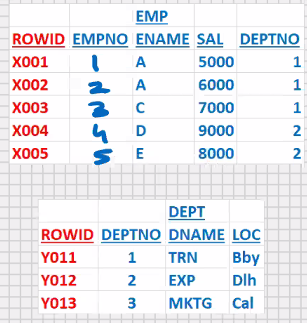 EMP
ROWID EMPNO ENAME SAL DEPTNO
X001 1 A 5000 1
X002 2 A 6000 1
X003 3 C 7000 1
X004 4 D 9000 2
X005 5 E 8000 2
DEPT
ROWID DEPTNO DNAME LOC
Y011 1 TRN Bby
Y012 2 EXP Dlh
Y013 3 MKTG Cal